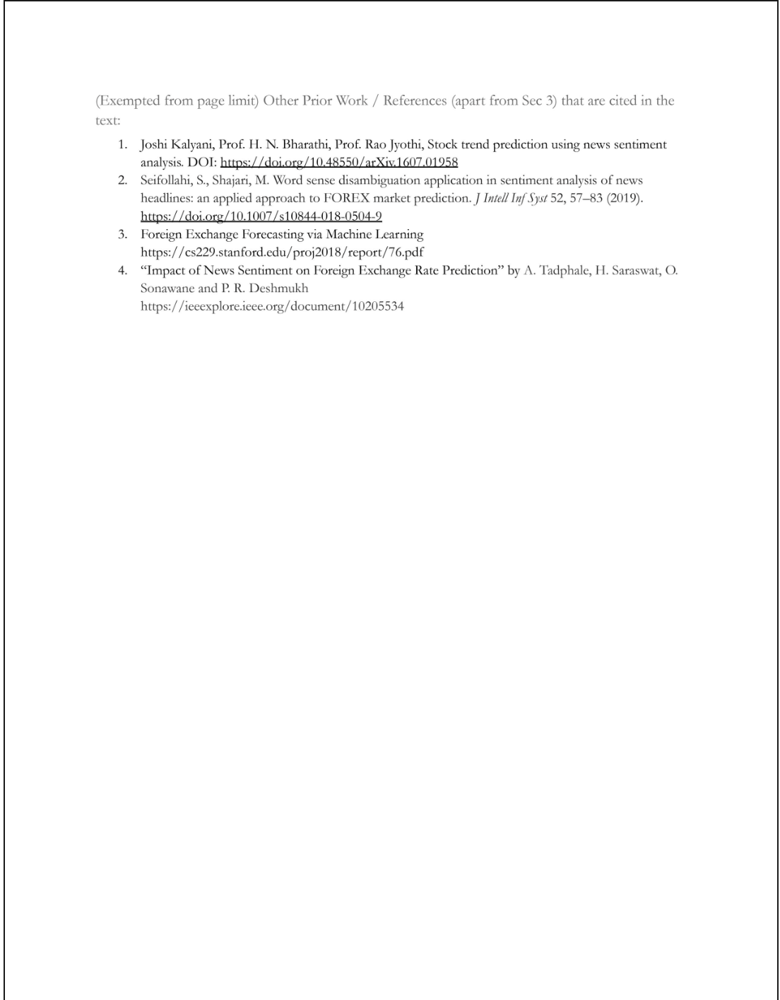 (Exempted from page limit) Other Prior Work / References (apart from Sec 3) that are cited in the
text:
1. Joshi Kalyani, Prof. H. N. Bharathi, Prof. Rao Jyothi, Stock trend prediction using news sentiment
analysis. DOI: https://doi.org/10.48550/arXiv.1607.01958
2. Seifollahi, S., Shajari, M. Word sense disambiguation application in sentiment analysis of news
headlines: an applied approach to FOREX market prediction. J Intell Inf Syst 52, 57–83 (2019).
https://doi.org/10.1007/s10844-018-0504-9
3. Foreign Exchange Forecasting via Machine Learning
https://cs229.stanford.edu/proj2018/report/76.pdf
4. “Impact of News Sentiment on Foreign Exchange Rate Prediction” by A. Tadphale, H. Saraswat, O.
Sonawane and P. R. Deshmukh
https://ieeexplore.ieee.org/document/10205534